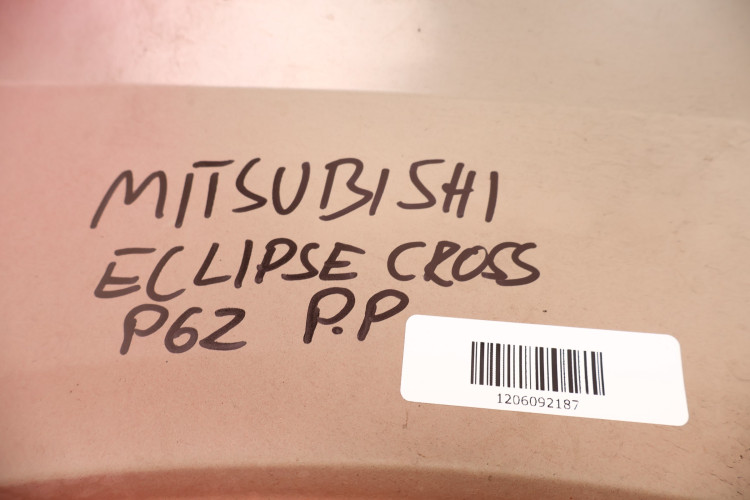 MITSUBISHI
ECLIPSE CROSS
P62 P.P
1206092187